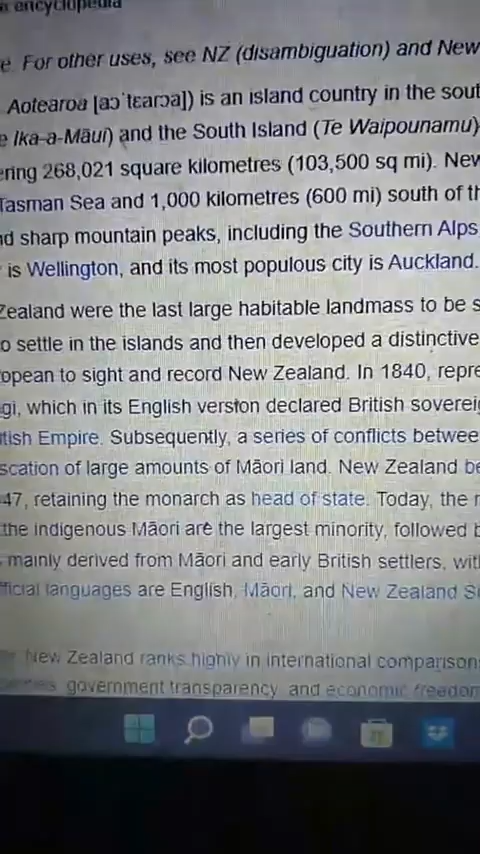 encyclopedia
For other uses, see NZ (disambiguation) and New
Aotearoa [aɔˈtɛaɾɔa]) is an island country in the sout
Ika-a-Māui) and the South Island (Te Waipounamu)
ering 268,021 square kilometres (103,500 sq mi). New
Tasman Sea and 1,000 kilometres (600 mi) south of th
nd sharp mountain peaks, including the Southern Alps
is Wellington, and its most populous city is Auckland.
Zealand were the last large habitable landmass to be s
o settle in the islands and then developed a distinctive
opean to sight and record New Zealand. In 1840, repre
gi, which in its English version declared British soverei
itish Empire. Subsequently, a series of conflicts betwee
scation of large amounts of Māori land. New Zealand be
47, retaining the monarch as head of state. Today, the
the indigenous Māori are the largest minority, followed b
mainly derived from Māori and early British settlers, wit
fficial languages are English, Māori, and New Zealand Si
New Zealand ranks highly in international comparison
government transparency, and economic freedom